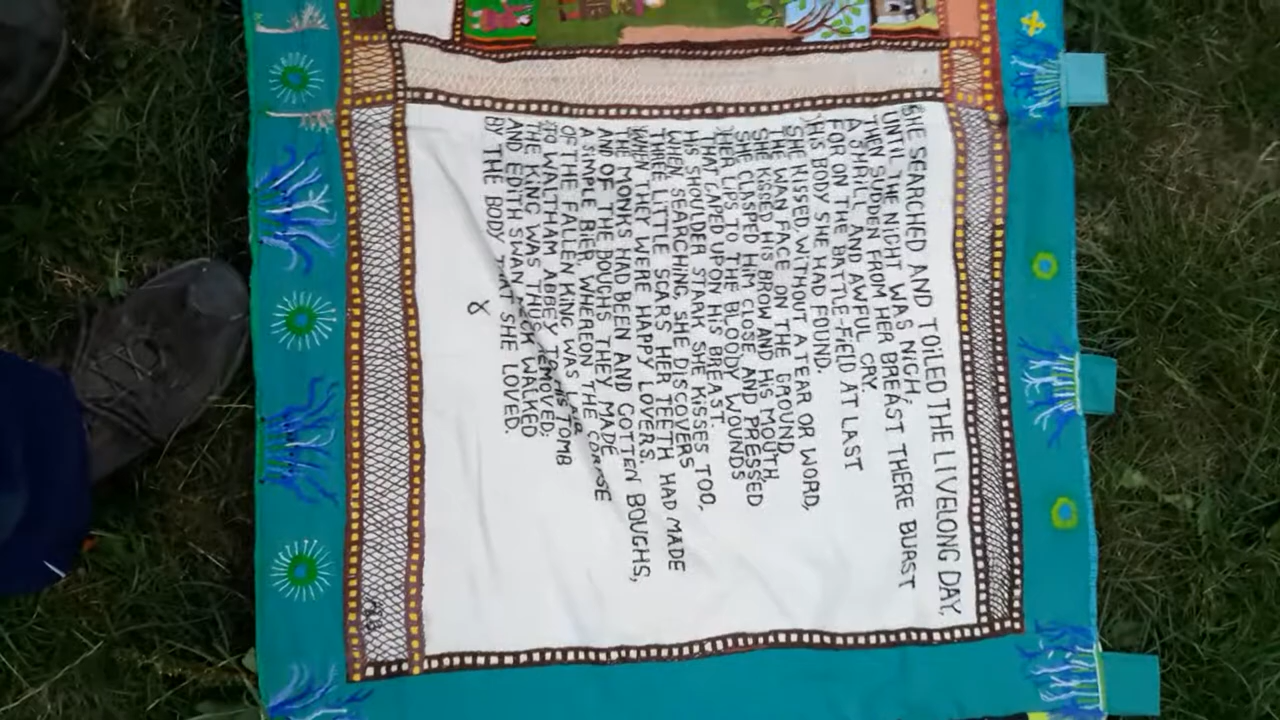 SHE SEARCHED AND TOILED THE LIVELONG DAY,
UNTIL THE NIGHT WAS NIGH.
THEN SUDDEN FROM HER BREAST THERE BURST
A SHRILL AND AWFUL CRY.
FOR ON THE BATTLE-FIELD AT LAST
HIS BODY SHE HAD FOUND.
SHE KISSED, WITHOUT A TEAR OR WORD,
THE WAN FACE ON THE GROUND.
SHE KISSED HIS BROW AND HIS MOUTH,
SHE CLASPED HIM CLOSE, AND PRESSED
HER LIPS TO THE BLOODY WOUNDS
THAT GAPED UPON HIS BREAST.
HIS SHOULDER STARK SHE KISSES TOO,
WHEN, SEARCHING, SHE DISCOVERS
THREE LITTLE SCARS HER TEETH HAD MADE
WHEN THEY WERE HAPPY LOVERS.
THE MONKS HAD BEEN AND GOTTEN BOUGHS,
AND OF THE BOUGHS THEY MADE
A SIMPLE BIER, WHEREON THE CORPSE
OF THE FALLEN KING WAS
TO WALTHAM ABBEY TO HIS TOMB
THE KING WAS THUS REMOVED;
AND EDITH SWAN NECK WALKED
BY THE BODY THAT SHE LOVED.